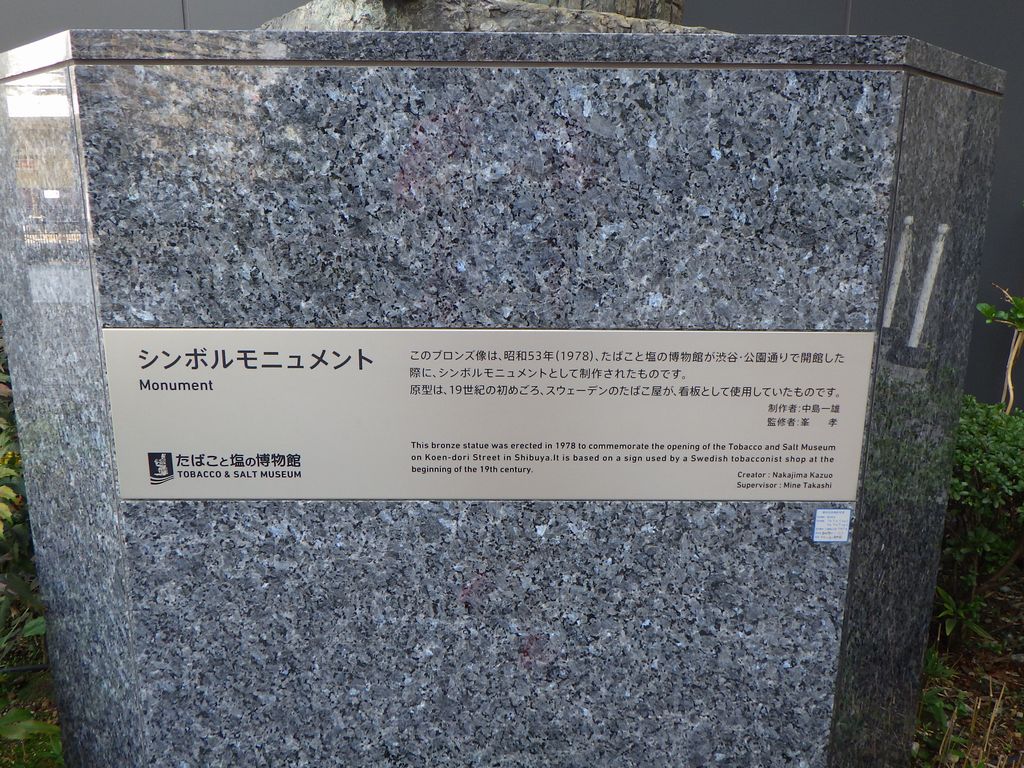 シンボルモニュメント
Monument
このブロンズ像は、昭和53年(1978)、たばこと塩の博物館が渋谷・公園通りで開館した
際に、シンボルモニュメントとして制作されたものです。
原型は、19世紀の初めごろ、スウェーデンのたばこ屋が、看板として使用していたものです。
制作者:中島一雄
監修者:峯 孝
This bronze statue was erected in 1978 to commemorate the opening of the Tobacco and Salt Museum
on Koen-dori Street in Shibuya.It is based on a sign used by a Swedish tobacconist shop at the
beginning of the 19th century.
Creator : Nakajima Kazuo
Supervisor : Mine Takashi
たばこと塩の博物館
TOBACCO & SALT MUSEUM